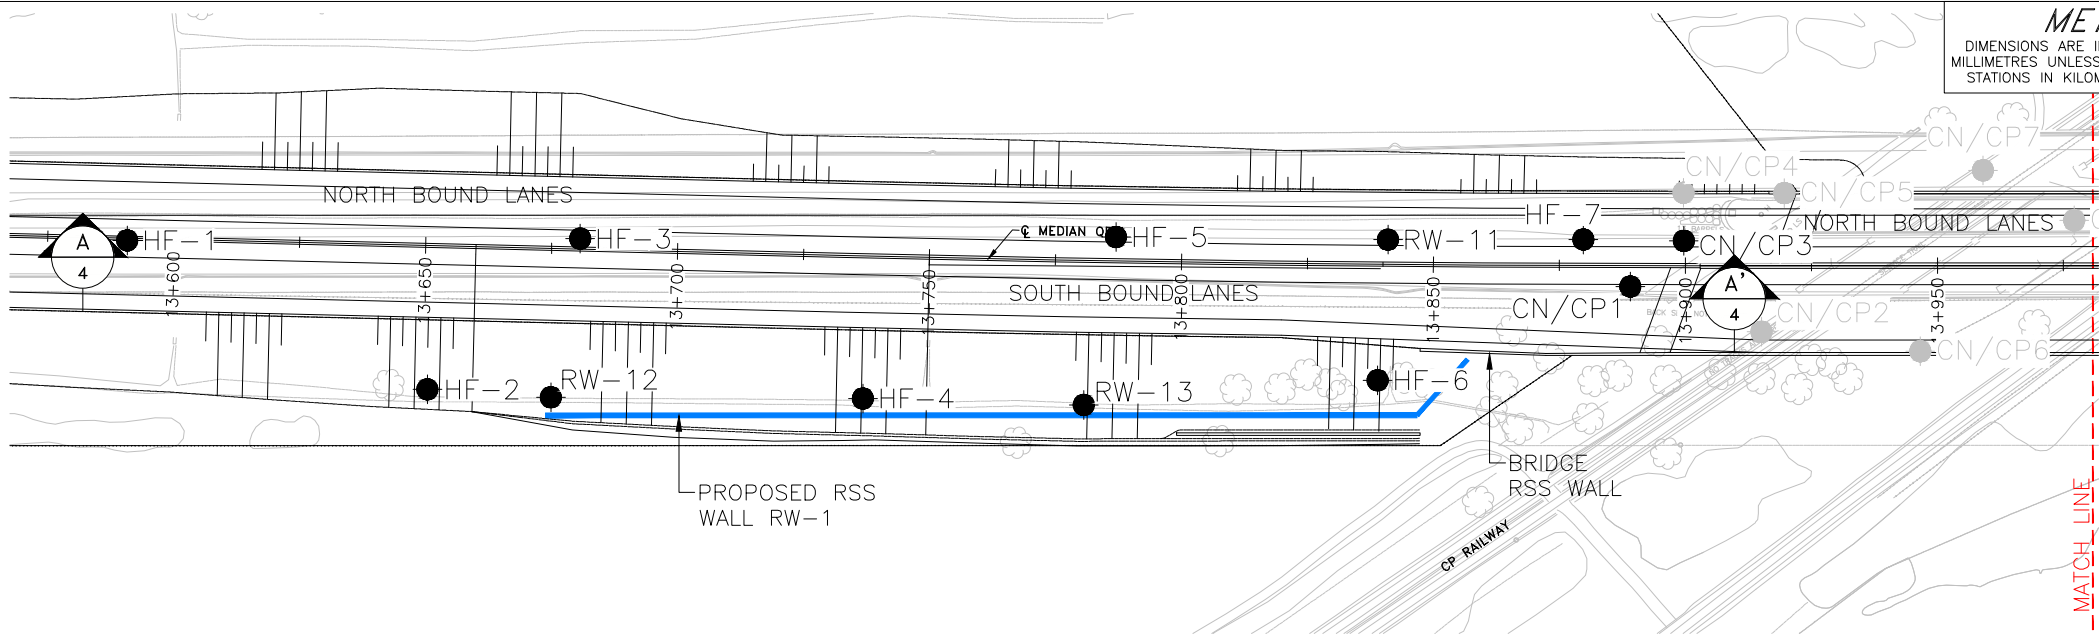 MET
DIMENSIONS ARE I
MILLIMETRES UNLESS
STATIONS IN KILOM
CN/CP7
CN/CP4
CN/CP5
NORTH BOUND LANES
HF-7
NORTH BOUND LANES
A
4
HF-1
HF-3
℄ MEDIAN
HF-5
RW-11
CN/CP3
13+600
13+650
13+700
13+750
13+800
13+850
13+900
13+950
SOUTH BOUND LANES
CN/CP1
A'
4
CN/CP2
CN/CP6
HF-2
RW-12
HF-4
RW-13
HF-6
PROPOSED RSS
WALL RW-1
BRIDGE
RSS WALL
CP RAILWAY
MATCH LINE